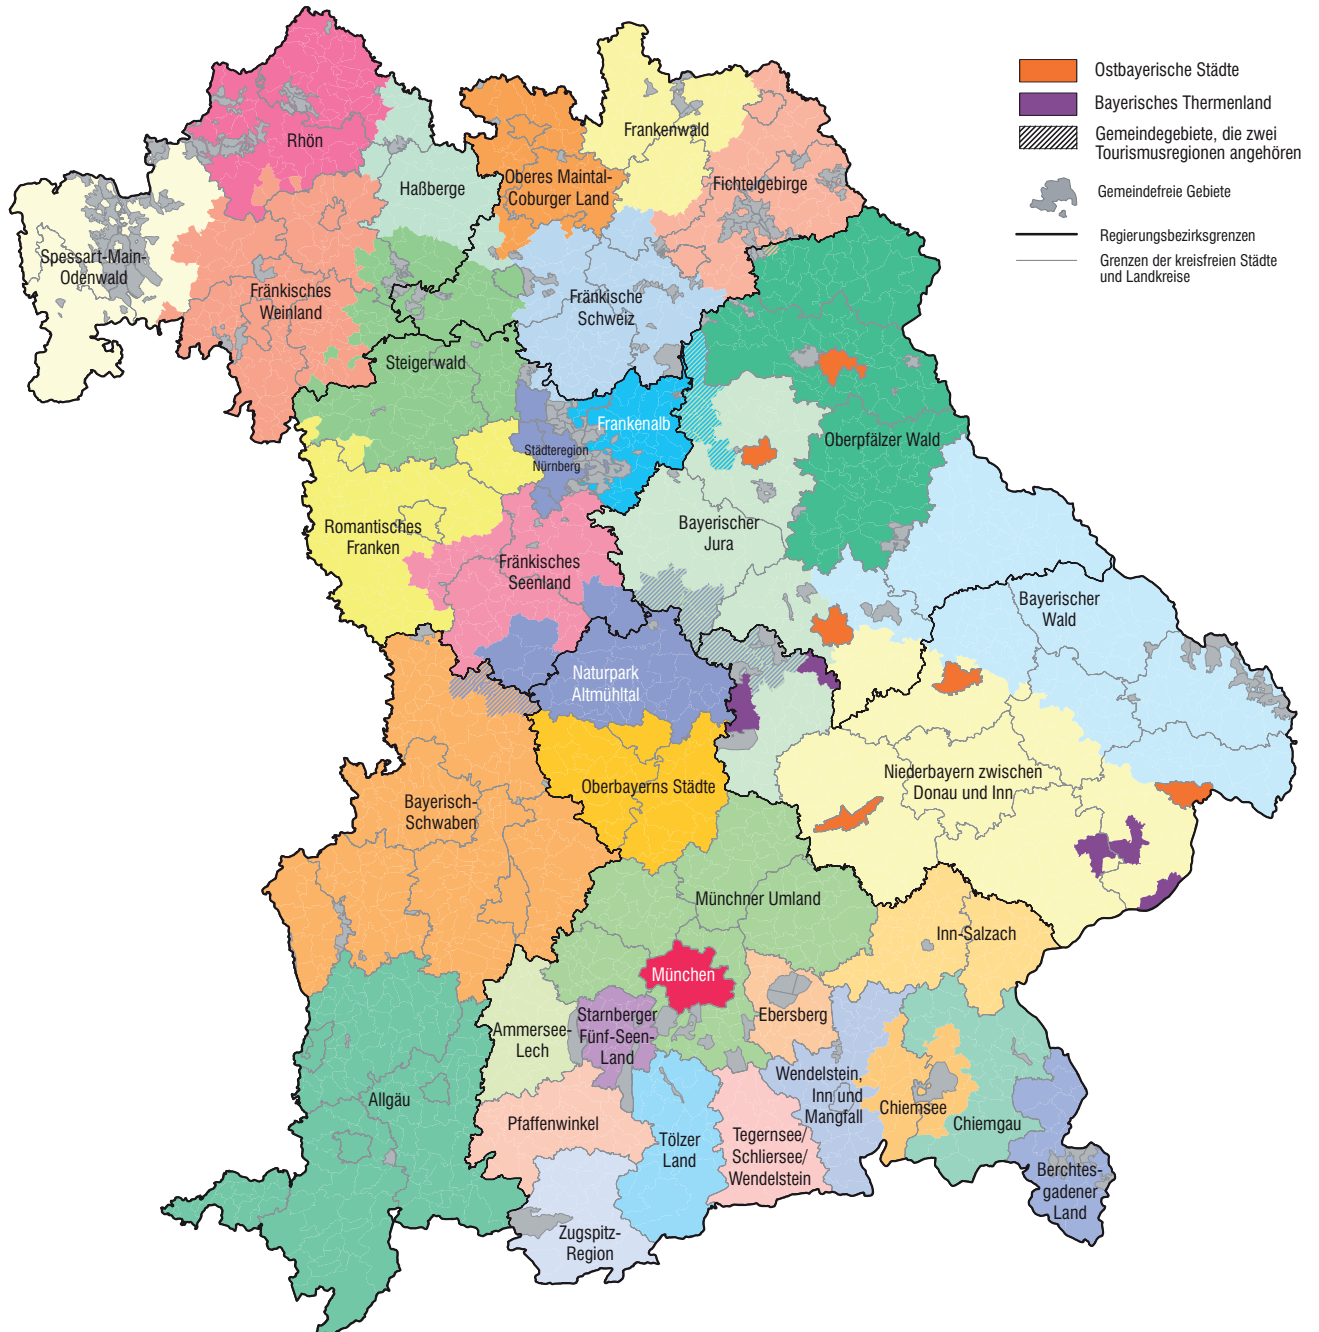 Ostbayerische Städte
Bayerisches Thermenland
Gemeindegebiete, die zwei
Tourismusregionen angehören
Gemeindefreie Gebiete
Regierungsbezirksgrenzen
Grenzen der kreisfreien Städte
und Landkreise
Rhön
Haßberge
Oberes Maintal-
Coburger Land
Frankenwald
Fichtelgebirge
Spessart-Main-
Odenwald
Fränkisches
Weinland
Fränkische
Schweiz
Steigerwald
Frankenalb
Städteregion
Nürnberg
Oberpfälzer Wald
Romantisches
Franken
Bayerischer
Jura
Fränkisches
Seenland
Bayerischer
Wald
Naturpark
Altmühltal
Oberbayerns Städte
Niederbayern zwischen
Donau und Inn
Bayerisch-
Schwaben
Münchner Umland
Inn-Salzach
München
Ebersberg
Ammersee-
Lech
Starnberger
Fünf-Seen-
Land
Allgäu
Pfaffenwinkel
Tölzer
Land
Tegernsee/
Schliersee/
Wendelstein
Wendelstein,
Inn und
Mangfall
Chiemsee
Chiemgau
Berchtes-
gadener
Land
Zugspitz-
Region